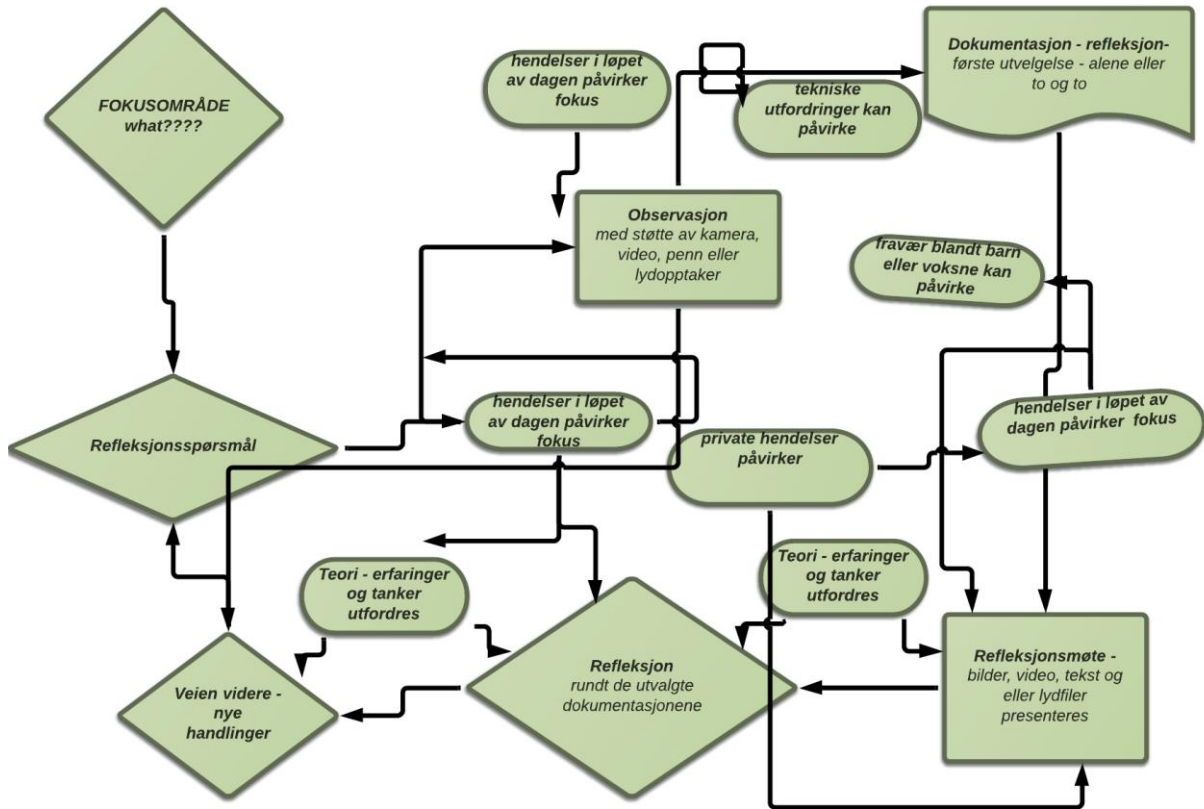 FOKUSOMRÅDE
what????
hendelser i løpet
av dagen påvirker
fokus
tekniske
utfordringer kan
påvirke
Dokumentasjon - refleksjon-
første utvelgelse - alene eller
to og to
Observasjon
med støtte av kamera,
video, penn eller
lydopptaker
fravær blandt barn
eller voksne kan
påvirke
Refleksjonsspørsmål
hendelser i løpet
av dagen påvirker
fokus
private hendelser
påvirker
hendelser i løpet av
dagen påvirker fokus
Teori - erfaringer
og tanker
utfordres
Teori - erfaringer
og tanker
utfordres
Veien videre -
nye
handlinger
Refleksjon
rundt de utvalgte
dokumentasjonene
Refleksjonsmøte -
bilder, video, tekst og
eller lydfiler
presenteres